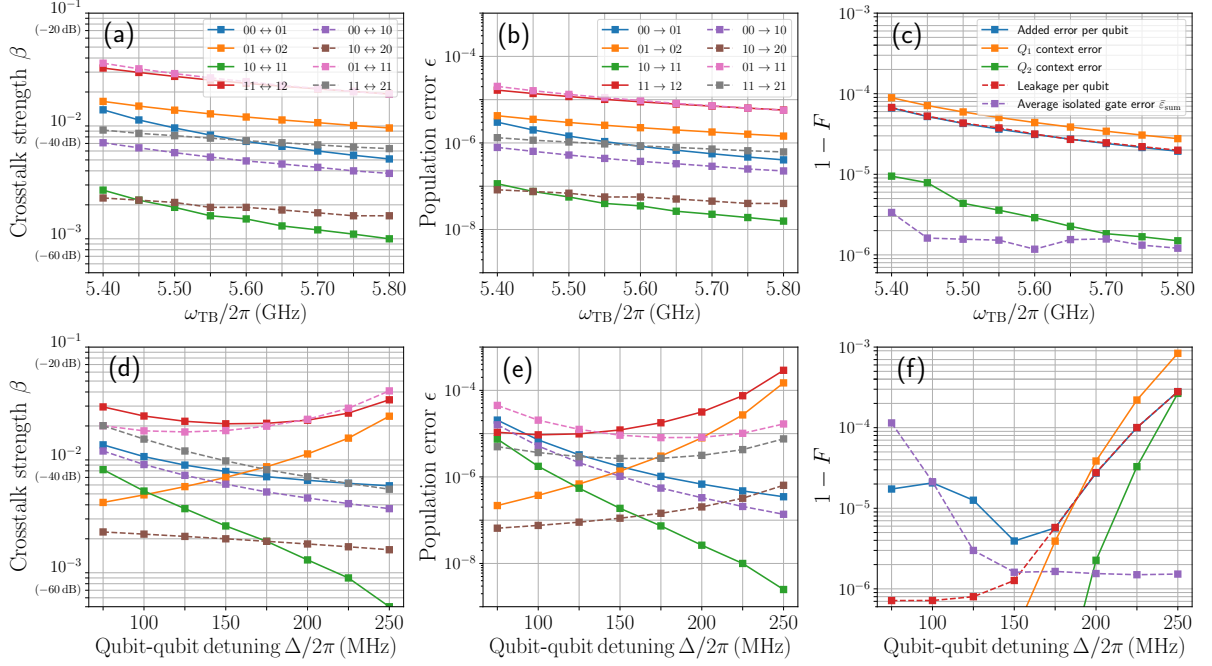 (a)
Crosstalk strength β
10⁻¹
(−20 dB)
10⁻²
(−40 dB)
10⁻³
(−60 dB)
00 ↔ 01
01 ↔ 02
10 ↔ 11
11 ↔ 12
00 ↔ 10
10 ↔ 20
01 ↔ 11
11 ↔ 21
5.40 5.50 5.60 5.70 5.80
ω_TB/2π (GHz)
(b)
Population error ϵ
10⁻⁴
10⁻⁶
10⁻⁸
00 → 01
01 → 02
10 → 11
11 → 12
00 → 10
10 → 20
01 → 11
11 → 21
5.40 5.50 5.60 5.70 5.80
ω_TB/2π (GHz)
(c)
1 − F
10⁻³
10⁻⁴
10⁻⁵
10⁻⁶
Added error per qubit
Q₁ context error
Q₂ context error
Leakage per qubit
Average isolated gate error ε̄_sum
5.40 5.50 5.60 5.70 5.80
ω_TB/2π (GHz)
(d)
Crosstalk strength β
10⁻¹
(−20 dB)
10⁻²
(−40 dB)
10⁻³
(−60 dB)
100 150 200 250
Qubit-qubit detuning Δ/2π (MHz)
(e)
Population error ϵ
10⁻⁴
10⁻⁶
10⁻⁸
100 150 200 250
Qubit-qubit detuning Δ/2π (MHz)
(f)
1 − F
10⁻³
10⁻⁴
10⁻⁵
10⁻⁶
100 150 200 250
Qubit-qubit detuning Δ/2π (MHz)